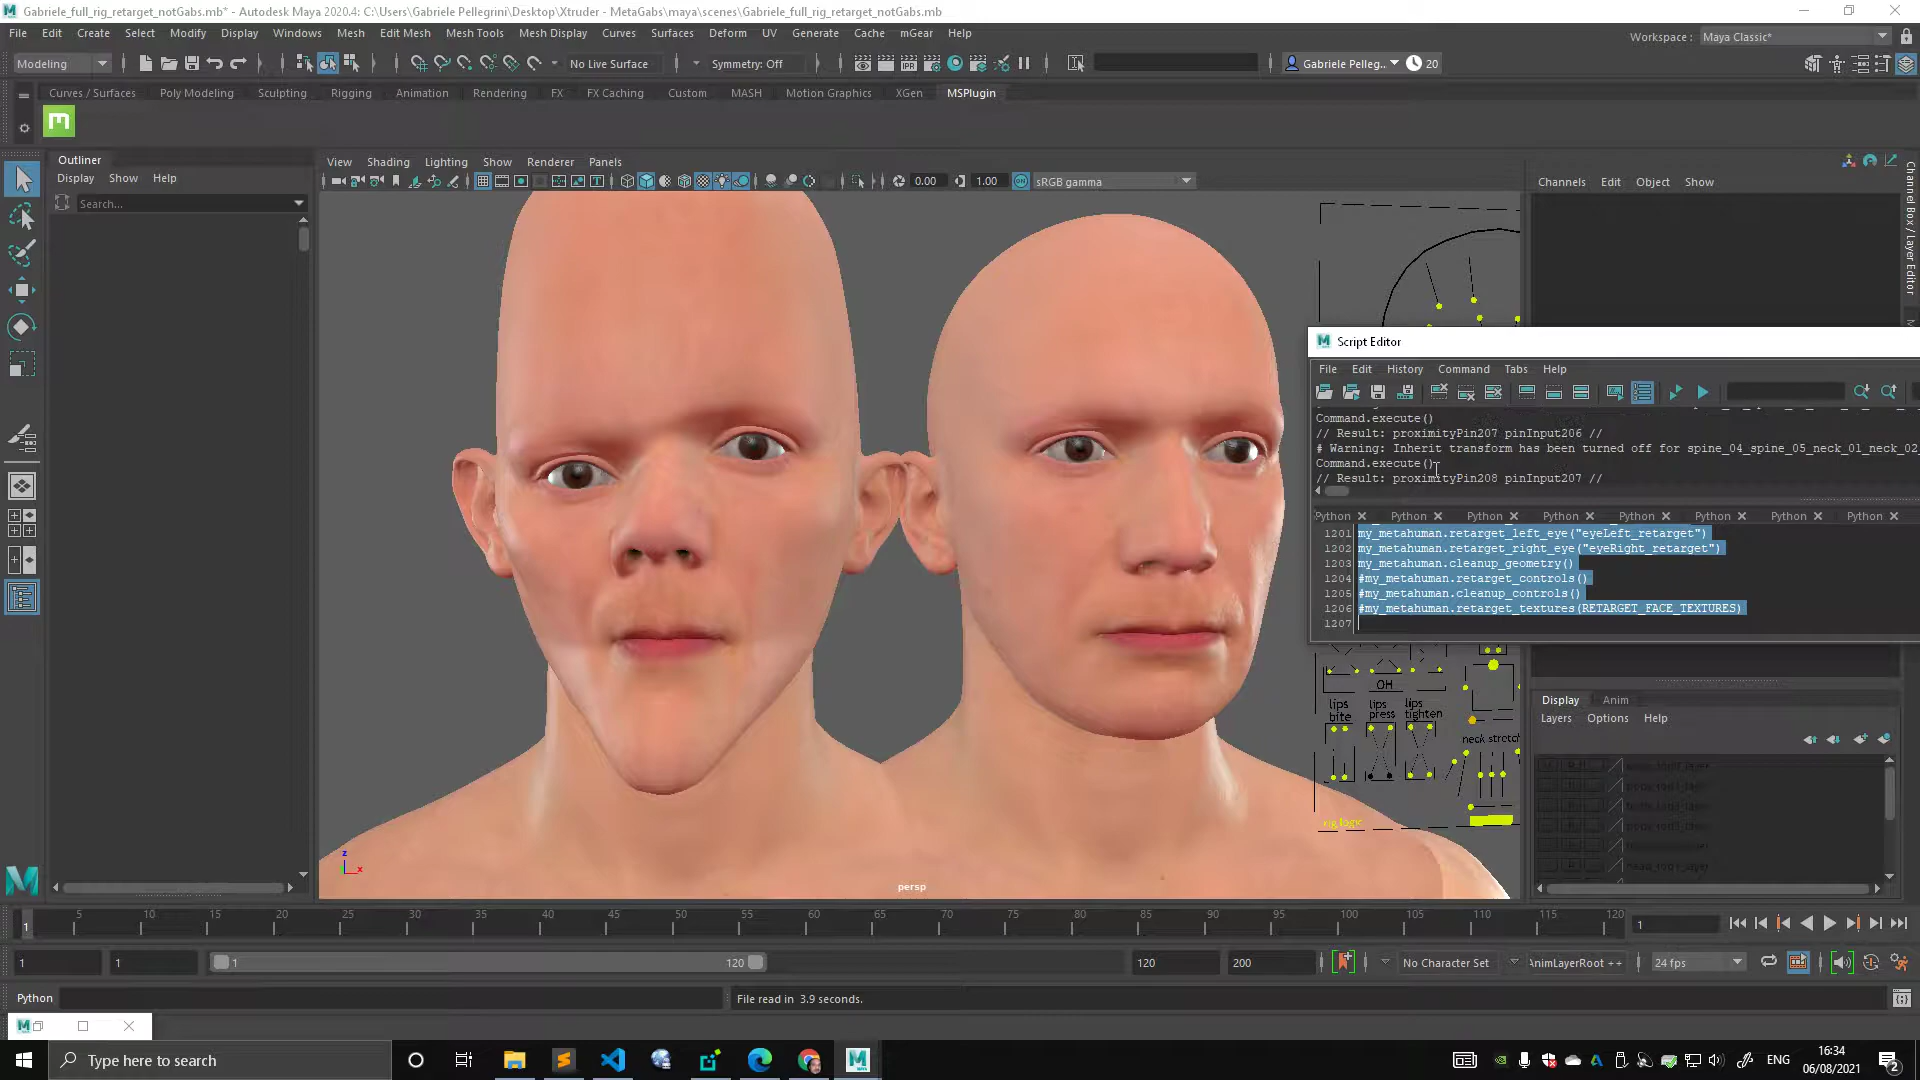 Gabriele_full_rig_retarget_notGabs.mb* - Autodesk Maya 2020.4: C:\Users\Gabriele Pellegrini\Desktop\Xtruder - MetaGabs\maya\scenes\Gabriele_full_rig_retarget_notGabs.mb
File Edit Create Select Modify Display Windows Mesh Edit Mesh Mesh Tools Mesh Display Curves Surfaces Deform UV Generate Cache mGear Help
Workspace : Maya Classic*
Modeling No Live Surface Symmetry: Off Gabriele Pelleg... 20
Curves / Surfaces Poly Modeling Sculpting Rigging Animation Rendering FX FX Caching Custom MASH Motion Graphics XGen MSPlugin
Outliner
Display Show Help
Search...
View Shading Lighting Show Renderer Panels
0.00 1.00 sRGB gamma
Channels Edit Object Show
Channel Box / Layer Editor
Script Editor
File Edit History Command Tabs Help
Command.execute()
// Result: proximityPin207 pinInput206 //
# Warning: Inherit transform has been turned off for spine_04_spine_05_neck_01_neck_02_
Command.execute()
// Result: proximityPin208 pinInput207 //
Python Python Python Python Python Python Python Python
1201 my_metahuman.retarget_left_eye("eyeLeft_retarget")
1202 my_metahuman.retarget_right_eye("eyeRight_retarget")
1203 my_metahuman.cleanup_geometry()
1204 #my_metahuman.retarget_controls()
1205 #my_metahuman.cleanup_controls()
1206 #my_metahuman.retarget_textures(RETARGET_FACE_TEXTURES)
1207
OH
lips bite
lips press
lips tighten
neck stretch
rig logic
Display Anim
Layers Options Help
z
x
persp
5 10 15 20 25 30 35 40 45 50 55 60 65 70 75 80 85 90 95 100 105 110 115 120
1
1
1 1 1 120 120 200 No Character Set AnimLayerRoot 24 fps
Python
File read in 3.9 seconds.
Type here to search
ENG
16:34
06/08/2021
2